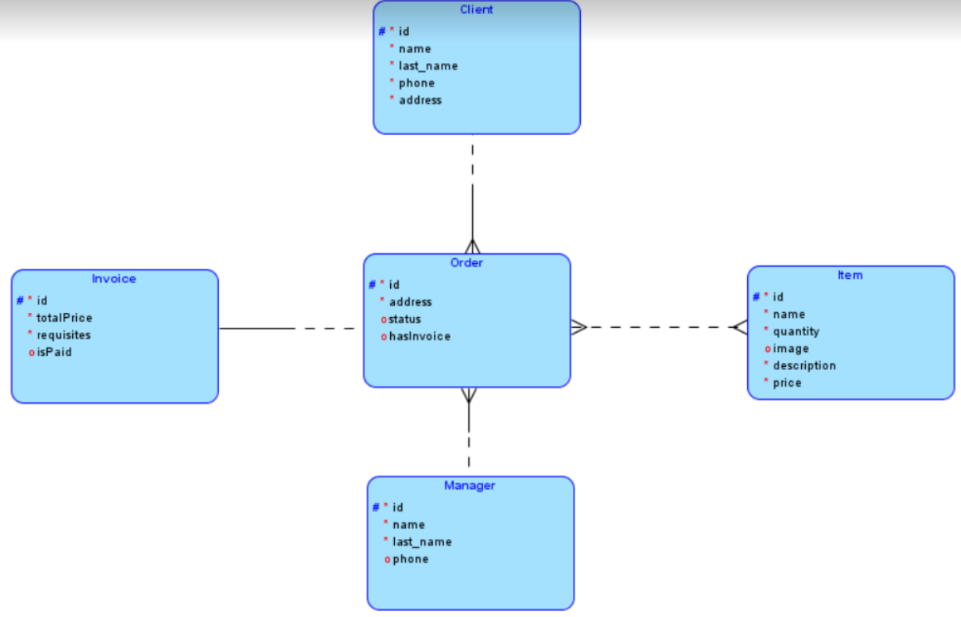 Client
# * id
* name
* last_name
* phone
* address
Order
# * id
* address
o status
o hasInvoice
Invoice
# * id
* totalPrice
* requisites
o isPaid
Item
# * id
* name
* quantity
o image
* description
* price
Manager
# * id
* name
* last_name
o phone